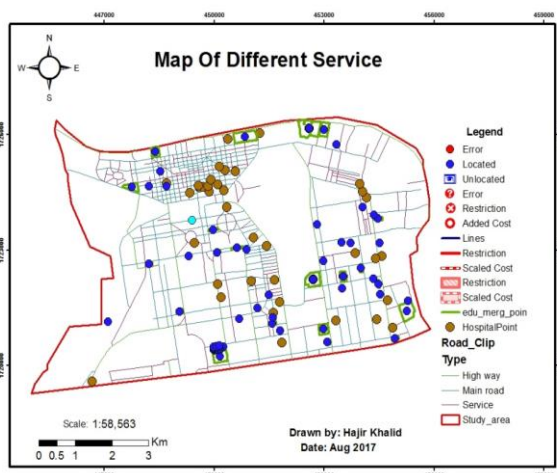 447000 450000 453000 456000 459000
N
W E
S
Map Of Different Service
Legend
Error
Located
Unlocated
Error
Restriction
Added Cost
Lines
Restriction
Scaled Cost
Restriction
Scaled Cost
edu_merg_poin
HospitalPoint
Road_Clip
Type
High way
Main road
Service
Study_area
1726000
1723000
Scale: 1:58,563
0 0.5 1 2 3 Km
Drawn by: Hajir Khalid
Date: Aug 2017